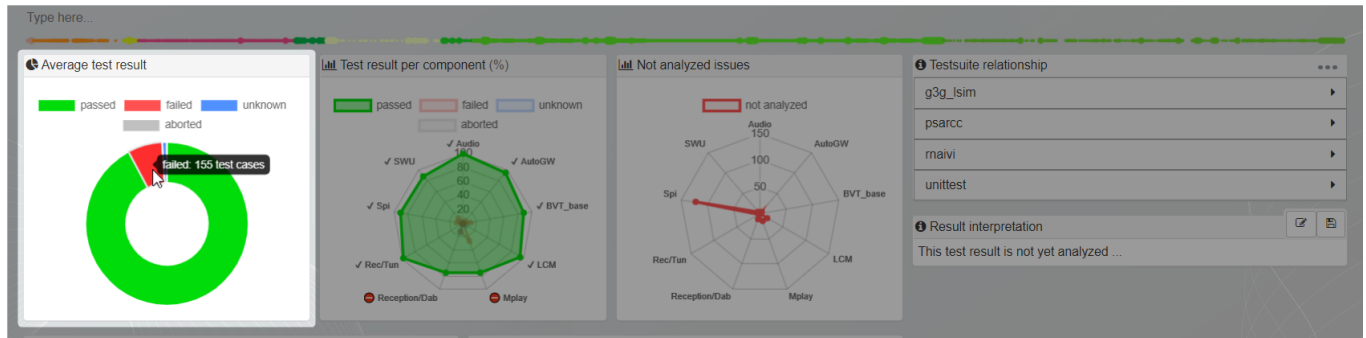 Type here...
Average test result
passed failed unknown
aborted
failed: 155 test cases
Test result per component (%)
passed failed unknown
aborted
✓ Audio
100
80
60
40
20
✓ AutoGW
✓ BVT_base
✓ LCM
Mplay
Reception/Dab
✓ Rec/Tun
✓ Spi
✓ SWU
Not analyzed issues
not analyzed
Audio
150
100
50
AutoGW
BVT_base
LCM
Mplay
Reception/Dab
Rec/Tun
Spi
SWU
Testsuite relationship
g3g_lsim
psarcc
rnaivi
unittest
Result interpretation
This test result is not yet analyzed ...